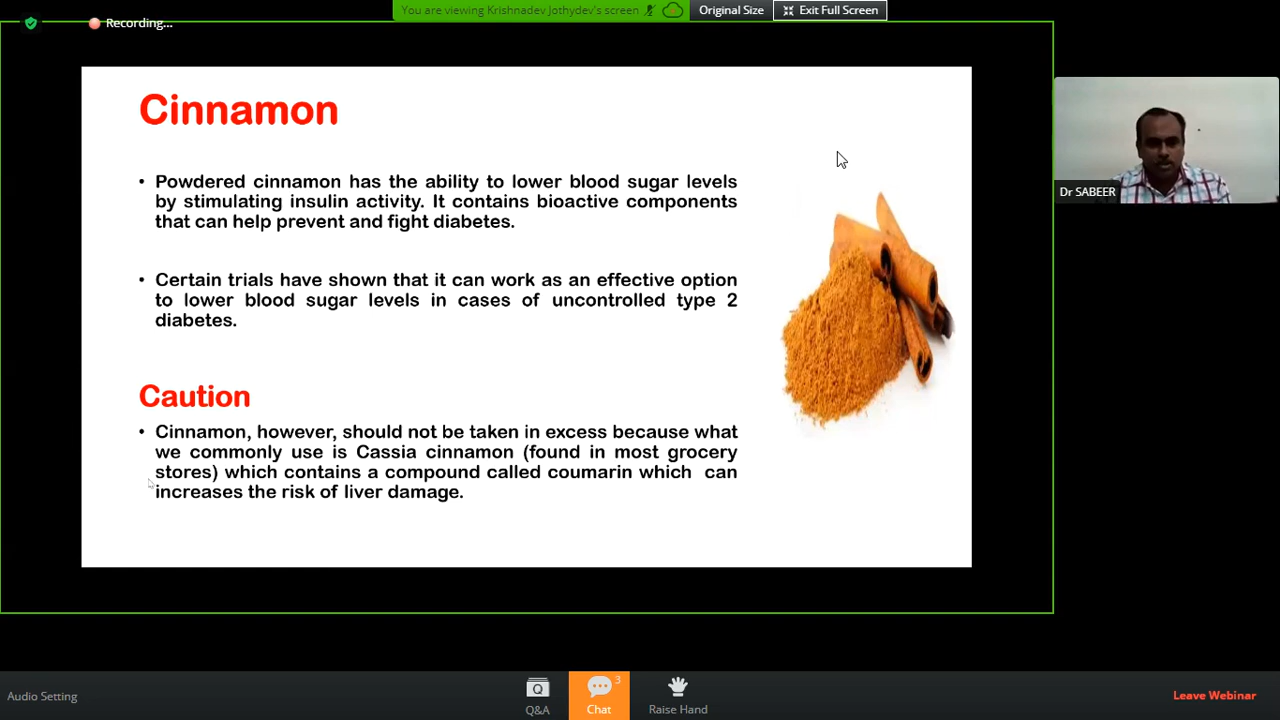 You are viewing Krishnadev Jothydev's screen
Original Size
Exit Full Screen
Recording...
Cinnamon
• Powdered cinnamon has the ability to lower blood sugar levels
by stimulating insulin activity. It contains bioactive components
that can help prevent and fight diabetes.
• Certain trials have shown that it can work as an effective option
to lower blood sugar levels in cases of uncontrolled type 2
diabetes.
Caution
• Cinnamon, however, should not be taken in excess because what
we commonly use is Cassia cinnamon (found in most grocery
stores) which contains a compound called coumarin which can
increases the risk of liver damage.
Dr SABEER
Audio Setting
Q
Q&A
3
Chat
Raise Hand
Leave Webinar